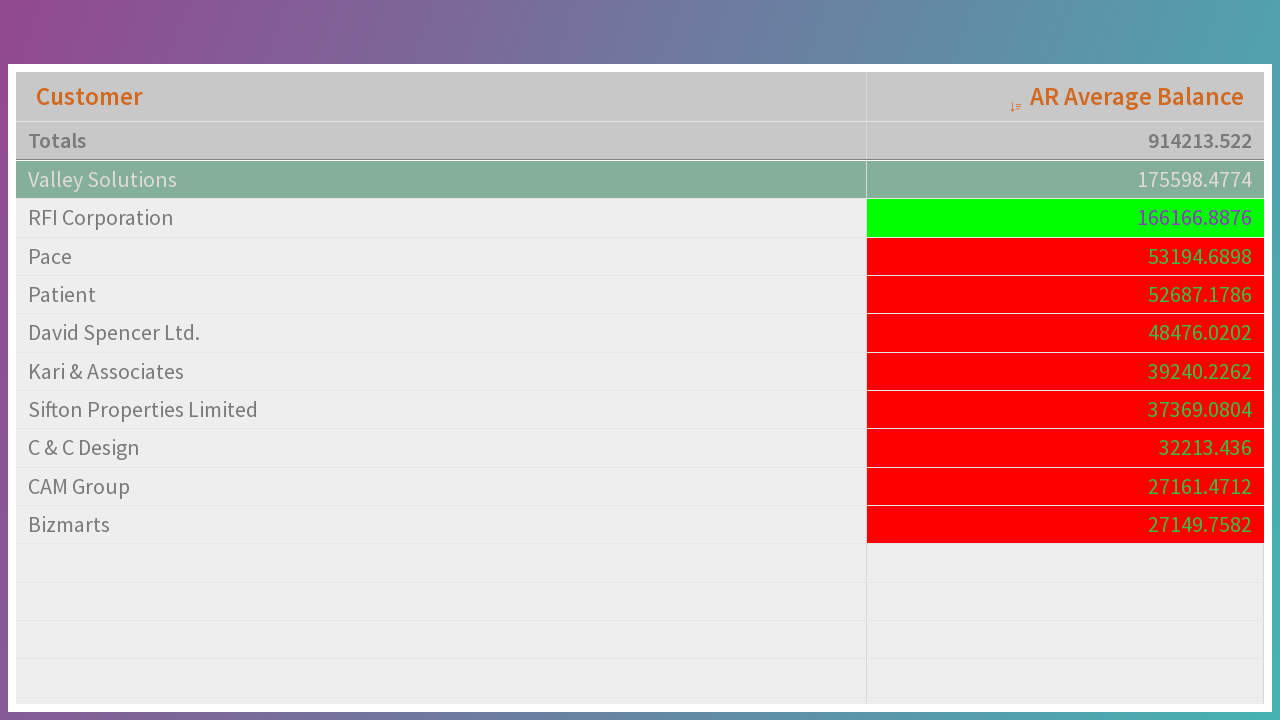 Customer AR Average Balance
Totals 914213.522
Valley Solutions 175598.4774
RFI Corporation 166166.8876
Pace 53194.6898
Patient 52687.1786
David Spencer Ltd. 48476.0202
Kari & Associates 39240.2262
Sifton Properties Limited 37369.0804
C & C Design 32213.436
CAM Group 27161.4712
Bizmarts 27149.7582